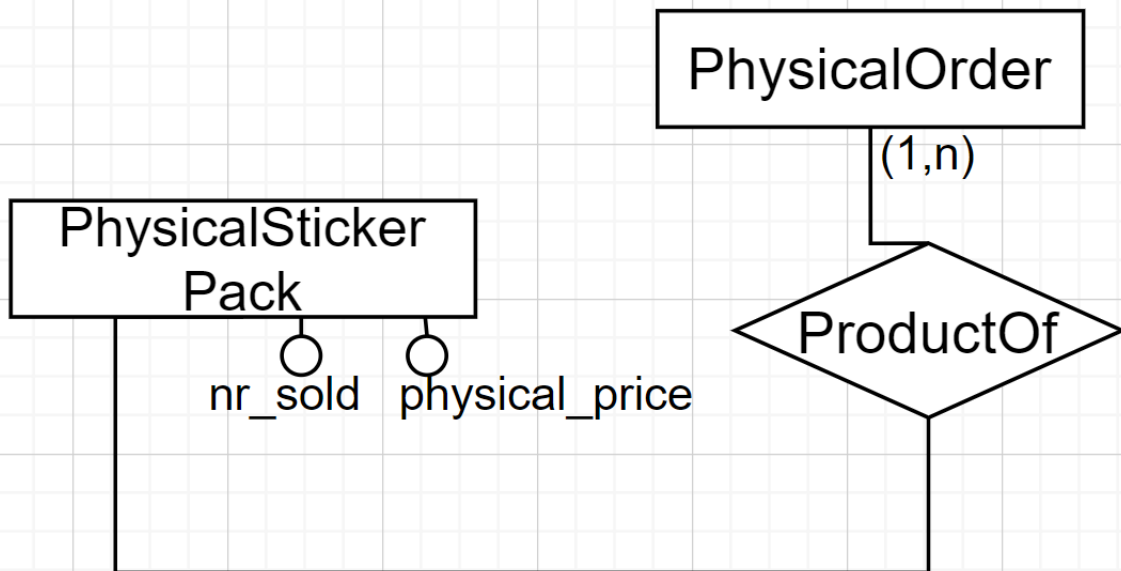 PhysicalOrder
(1,n)
PhysicalSticker
Pack
ProductOf
nr_sold
physical_price